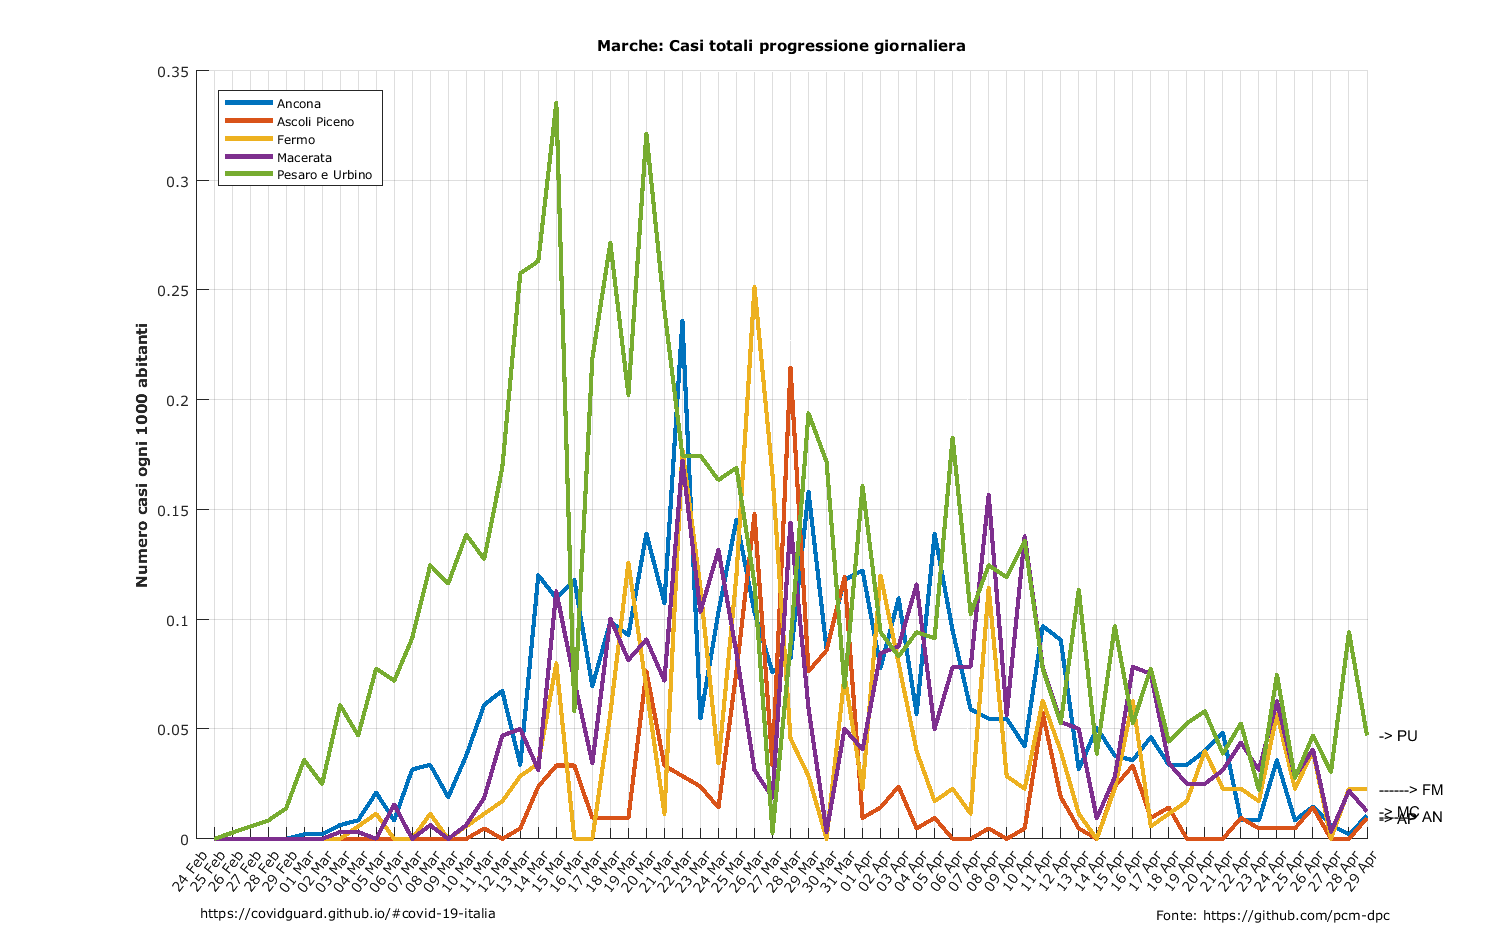 Marche: Casi totali progressione giornaliera
Numero casi ogni 1000 abitanti
0.35
0.3
0.25
0.2
0.15
0.1
0.05
0
Ancona
Ascoli Piceno
Fermo
Macerata
Pesaro e Urbino
-> PU
------> FM
-> MC
-----> AN
-> AP
24 Feb
25 Feb
26 Feb
27 Feb
28 Feb
29 Feb
01 Mar
02 Mar
03 Mar
04 Mar
05 Mar
06 Mar
07 Mar
08 Mar
09 Mar
10 Mar
11 Mar
12 Mar
13 Mar
14 Mar
15 Mar
16 Mar
17 Mar
18 Mar
19 Mar
20 Mar
21 Mar
22 Mar
23 Mar
24 Mar
25 Mar
26 Mar
27 Mar
28 Mar
29 Mar
30 Mar
31 Mar
01 Apr
02 Apr
03 Apr
04 Apr
05 Apr
06 Apr
07 Apr
08 Apr
09 Apr
10 Apr
11 Apr
12 Apr
13 Apr
14 Apr
15 Apr
16 Apr
17 Apr
18 Apr
19 Apr
20 Apr
21 Apr
22 Apr
23 Apr
24 Apr
25 Apr
26 Apr
27 Apr
28 Apr
29 Apr
https://covidguard.github.io/#covid-19-italia
Fonte: https://github.com/pcm-dpc